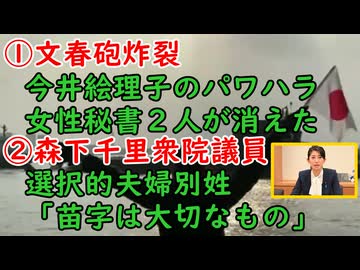 ①文春砲炸裂
今井絵理子のパワハラ
女性秘書２人が消えた
②森下千里衆院議員
選択的夫婦別姓
「苗字は大切なもの」